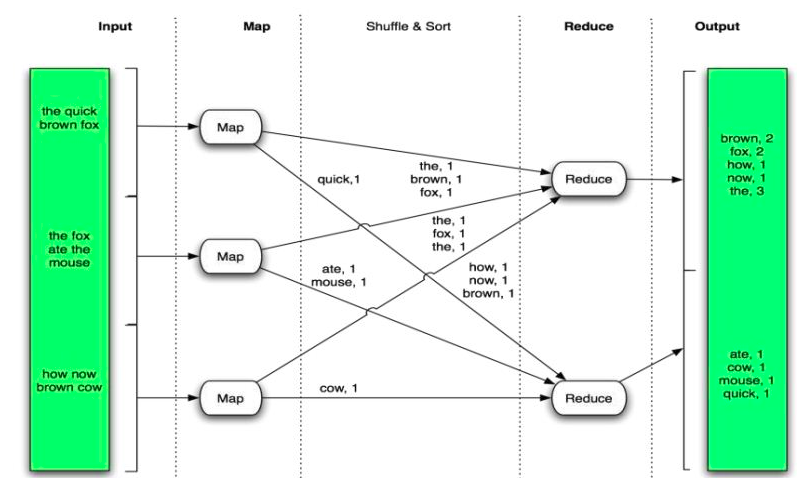 Input
Map
Shuffle & Sort
Reduce
Output
the quick
brown fox
the fox
ate the
mouse
how now
brown cow
Map
Map
Map
quick,1
the, 1
brown, 1
fox, 1
the, 1
fox, 1
the, 1
ate, 1
mouse, 1
how, 1
now, 1
brown, 1
cow, 1
Reduce
Reduce
brown, 2
fox, 2
how, 1
now, 1
the, 3
ate, 1
cow, 1
mouse, 1
quick, 1